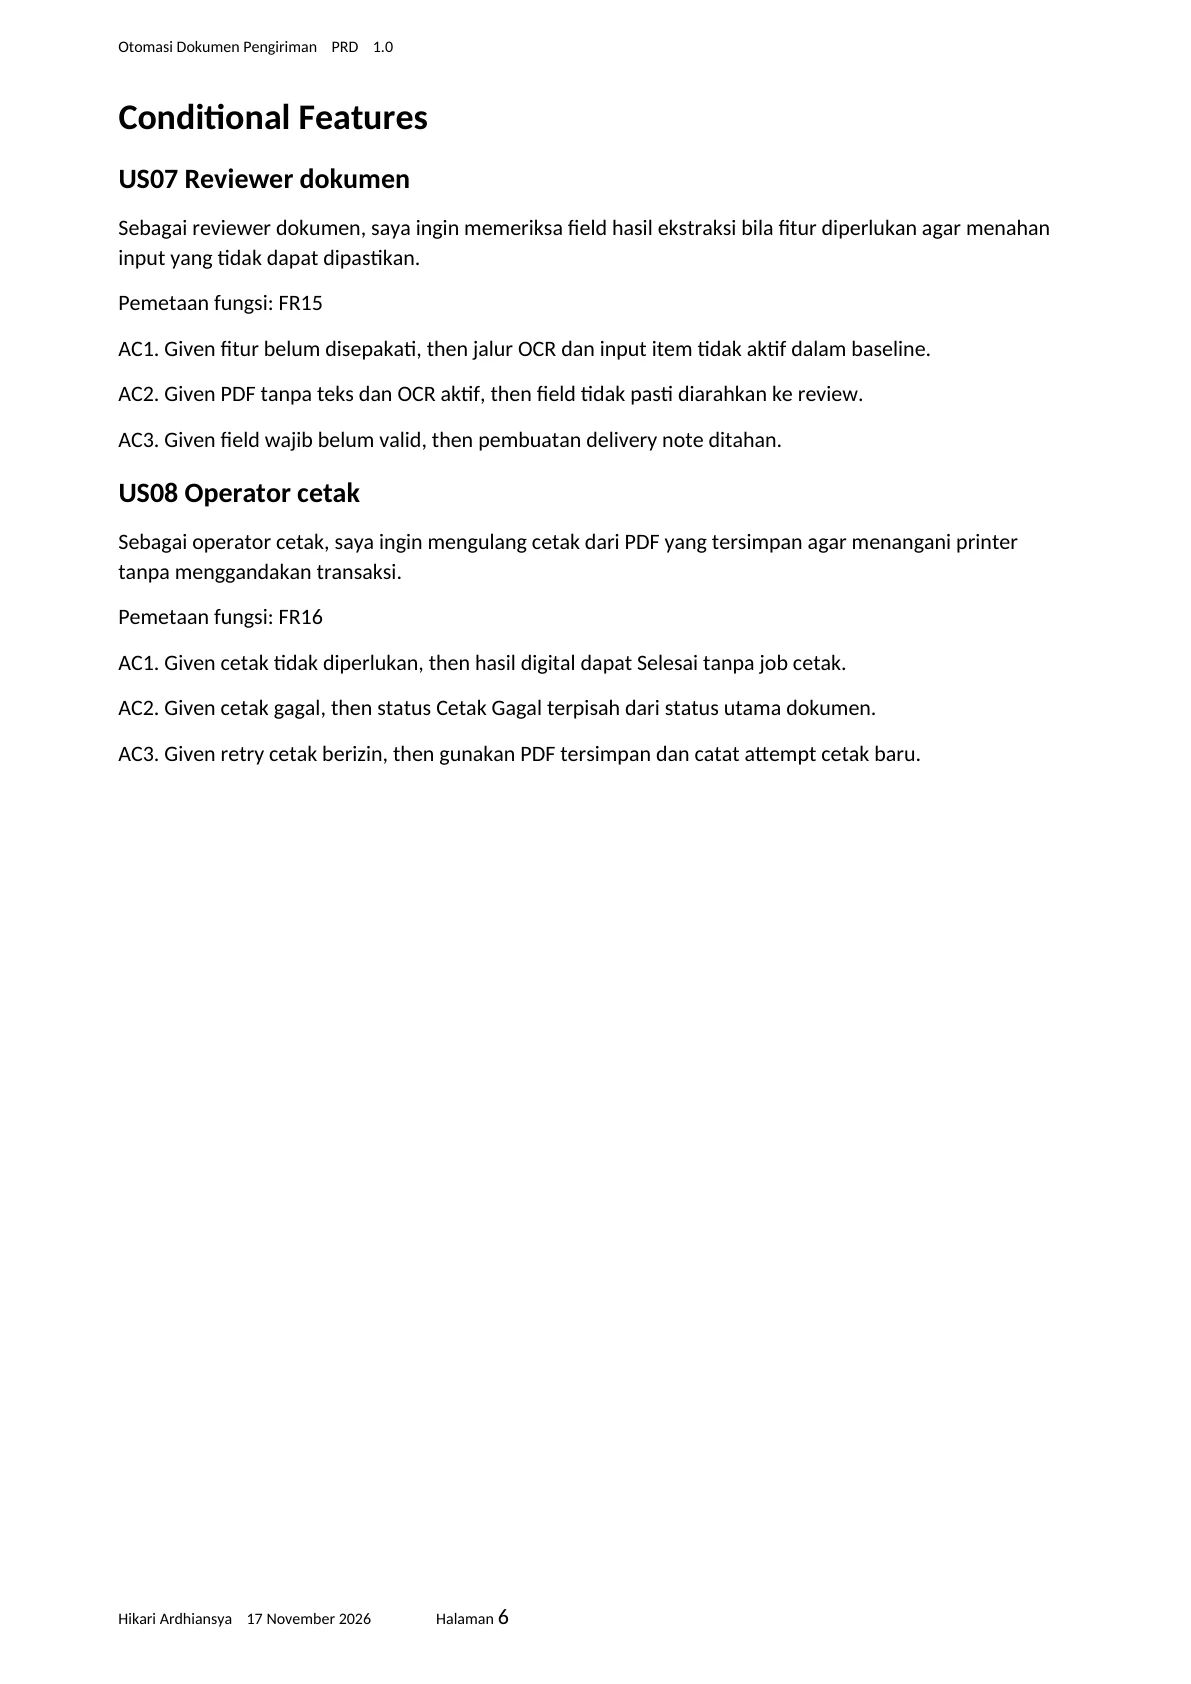 Otomasi Dokumen Pengiriman PRD 1.0
Conditional Features
US07 Reviewer dokumen
Sebagai reviewer dokumen, saya ingin memeriksa field hasil ekstraksi bila fitur diperlukan agar menahan
input yang tidak dapat dipastikan.
Pemetaan fungsi: FR15
AC1. Given fitur belum disepakati, then jalur OCR dan input item tidak aktif dalam baseline.
AC2. Given PDF tanpa teks dan OCR aktif, then field tidak pasti diarahkan ke review.
AC3. Given field wajib belum valid, then pembuatan delivery note ditahan.
US08 Operator cetak
Sebagai operator cetak, saya ingin mengulang cetak dari PDF yang tersimpan agar menangani printer
tanpa menggandakan transaksi.
Pemetaan fungsi: FR16
AC1. Given cetak tidak diperlukan, then hasil digital dapat Selesai tanpa job cetak.
AC2. Given cetak gagal, then status Cetak Gagal terpisah dari status utama dokumen.
AC3. Given retry cetak berizin, then gunakan PDF tersimpan dan catat attempt cetak baru.
Hikari Ardhiansya 17 November 2026 Halaman 6